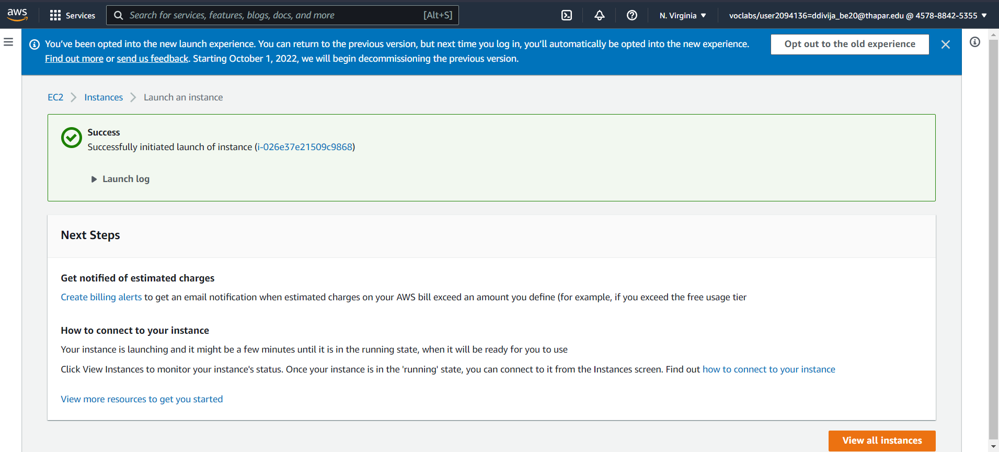 aws
Services
Search for services, features, blogs, docs, and more
[Alt+S]
N. Virginia
voclabs/user2094136=ddivija_be20@thapar.edu @ 4578-8842-5355
You’ve been opted into the new launch experience. You can return to the previous version, but next time you log in, you’ll automatically be opted into the new experience.
Find out more or send us feedback. Starting October 1, 2022, we will begin decommissioning the previous version.
Opt out to the old experience
EC2 > Instances > Launch an instance
Success
Successfully initiated launch of instance (i-026e37e21509c9868)
Launch log
Next Steps
Get notified of estimated charges
Create billing alerts to get an email notification when estimated charges on your AWS bill exceed an amount you define (for example, if you exceed the free usage tier
How to connect to your instance
Your instance is launching and it might be a few minutes until it is in the running state, when it will be ready for you to use
Click View Instances to monitor your instance's status. Once your instance is in the 'running' state, you can connect to it from the Instances screen. Find out how to connect to your instance
View more resources to get you started
View all instances